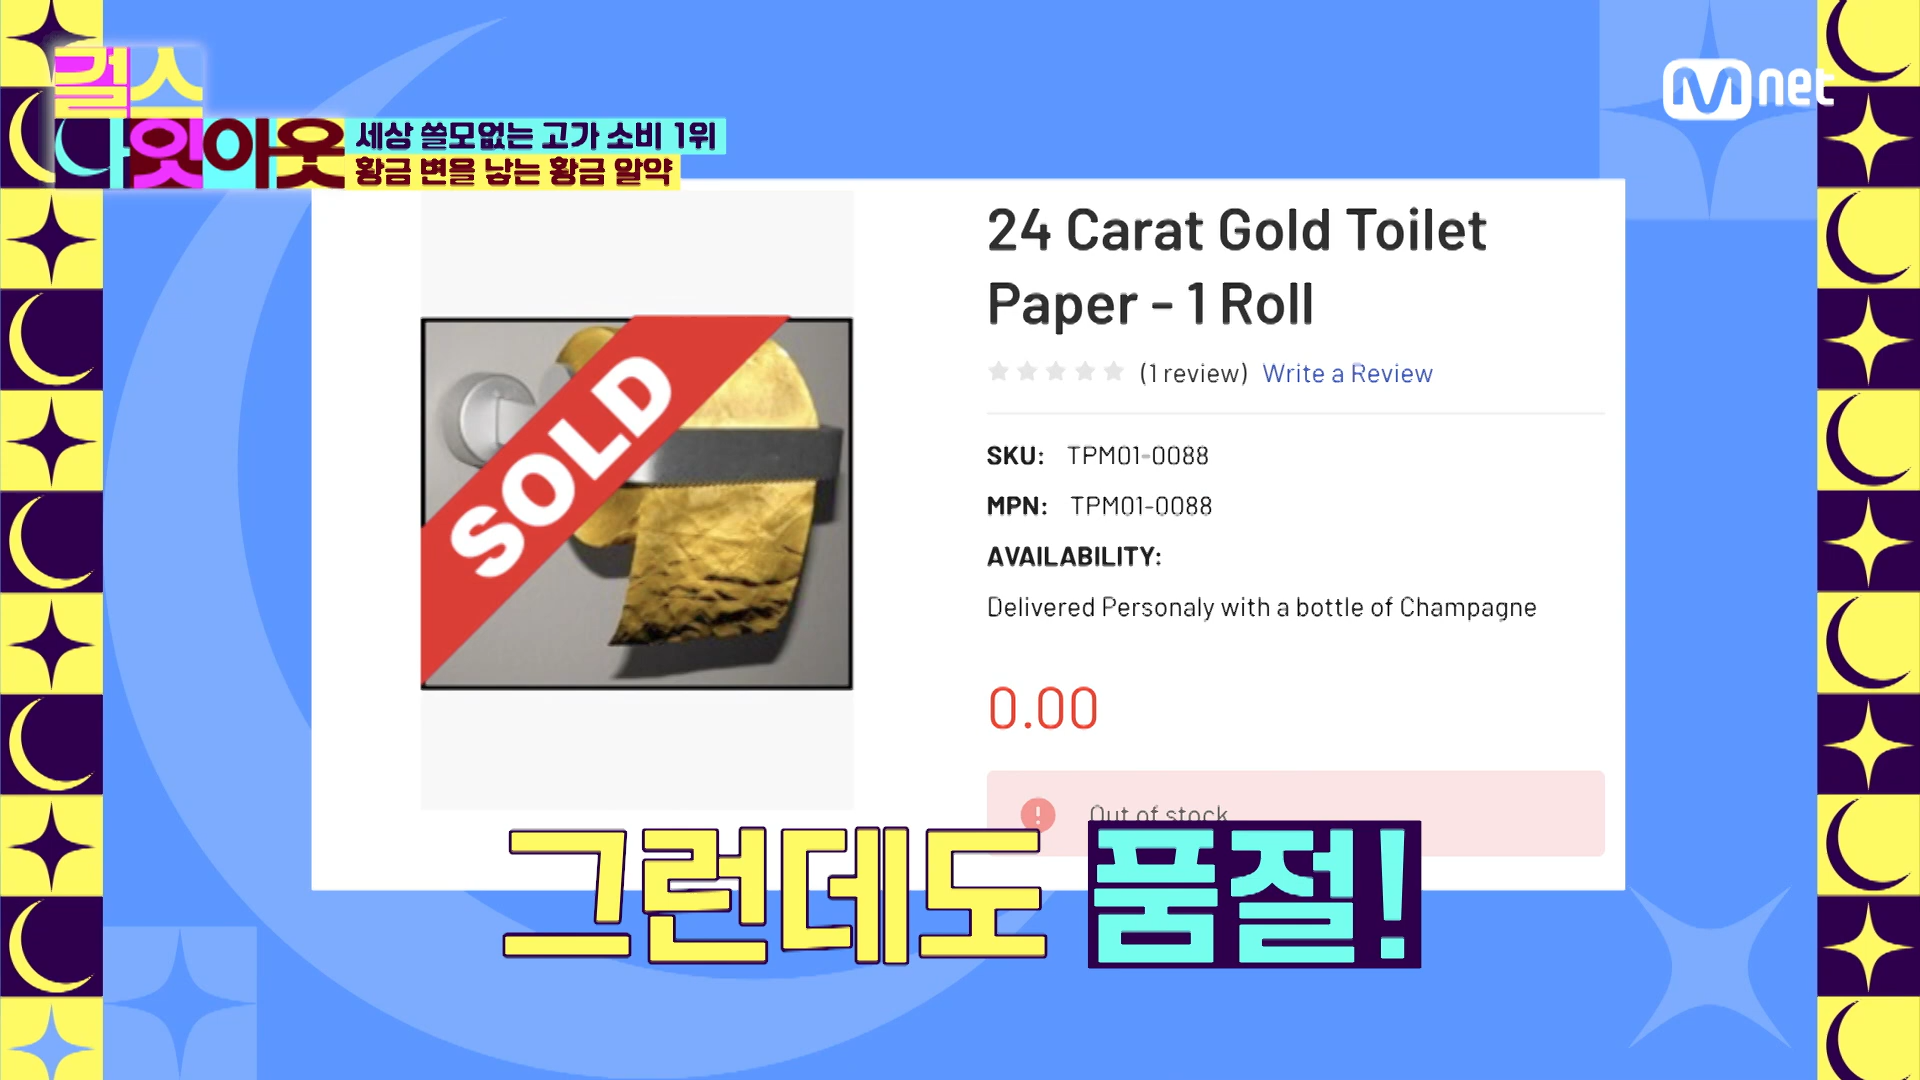 걸스
나잇아웃
세상 쓸모없는 고가 소비 1위
황금 변을 낳는 황금 알약
Mnet
24 Carat Gold Toilet
Paper - 1 Roll
(1 review) Write a Review
SKU: TPM01-0088
MPN: TPM01-0088
AVAILABILITY:
Delivered Personaly with a bottle of Champagne
SOLD
0.00
! Out of stock
그런데도 품절!